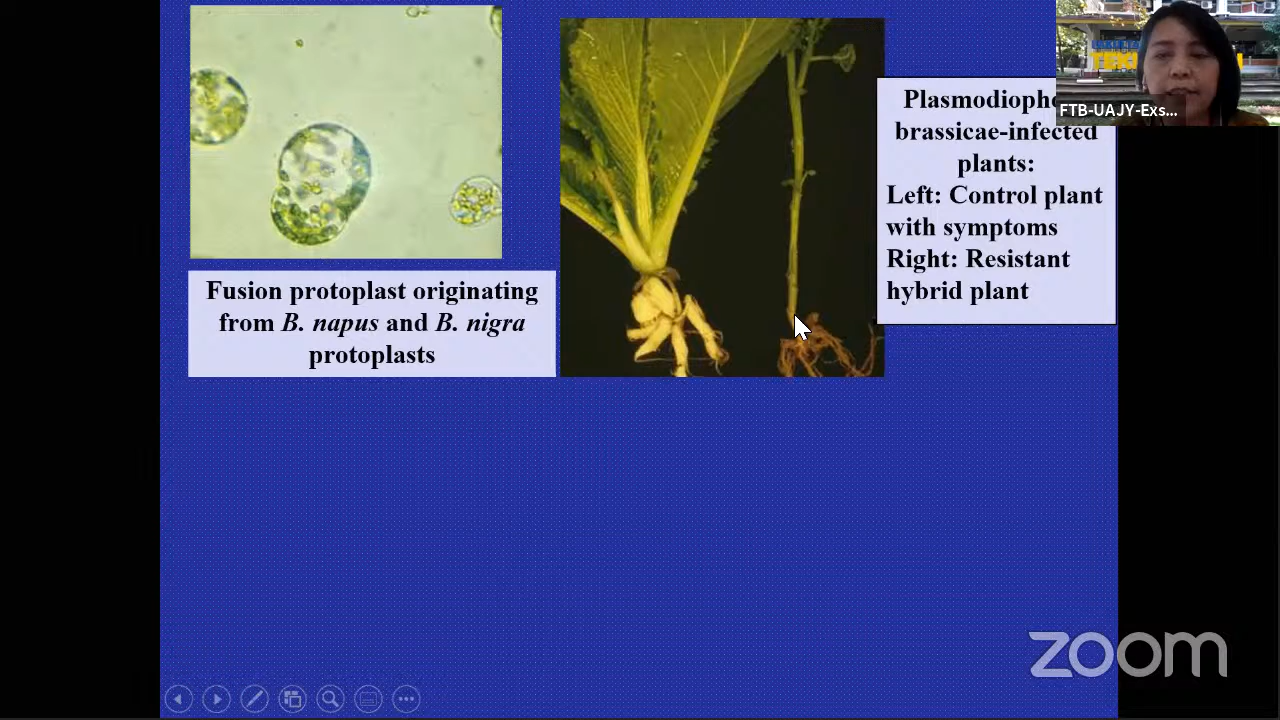 Fusion protoplast originating
from B. napus and B. nigra
protoplasts
brassicae-infected
plants:
Left: Control plant
with symptoms
Right: Resistant
hybrid plant
FTB-UAJY-Exs...
zoom